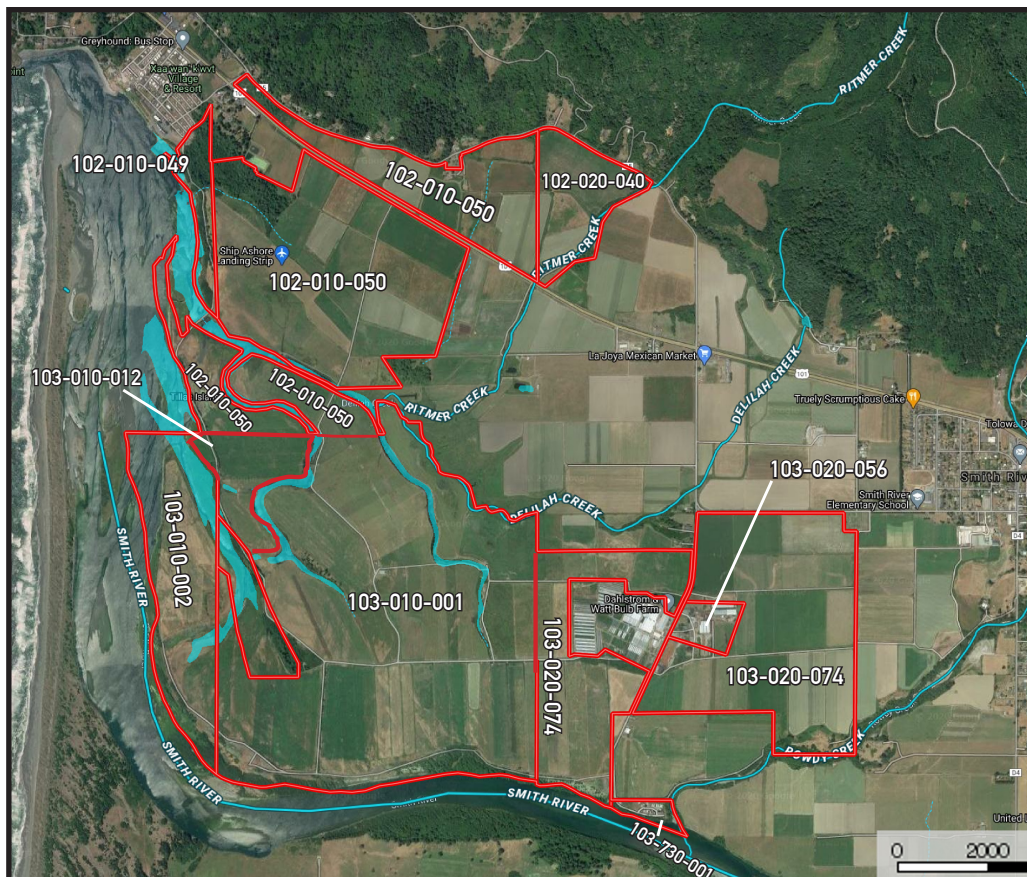 Greyhound: Bus Stop
Xaa wan' k'wvt
Village
& Resort
RITMER CREEK
102-010-049
102-010-050
102-020-040
Ship Ashore
Landing Strip
102-010-050
RITMER CREEK
La Joya Mexican Market
101
103-010-012
102-010-050
102-010-050
RITMER CREEK
DELILAH CREEK
Truely Scrumptious Cake
103-020-056
Smith River
Elementary School
D4
DELILAH CREEK
103-010-002
SMITH RIVER
103-010-001
Dahlstrom &
Watt Bulb Farm
103-020-074
103-020-074
ROWDY CREEK
SMITH RIVER
SMITH RIVER
D4
103-730-001
0 2000